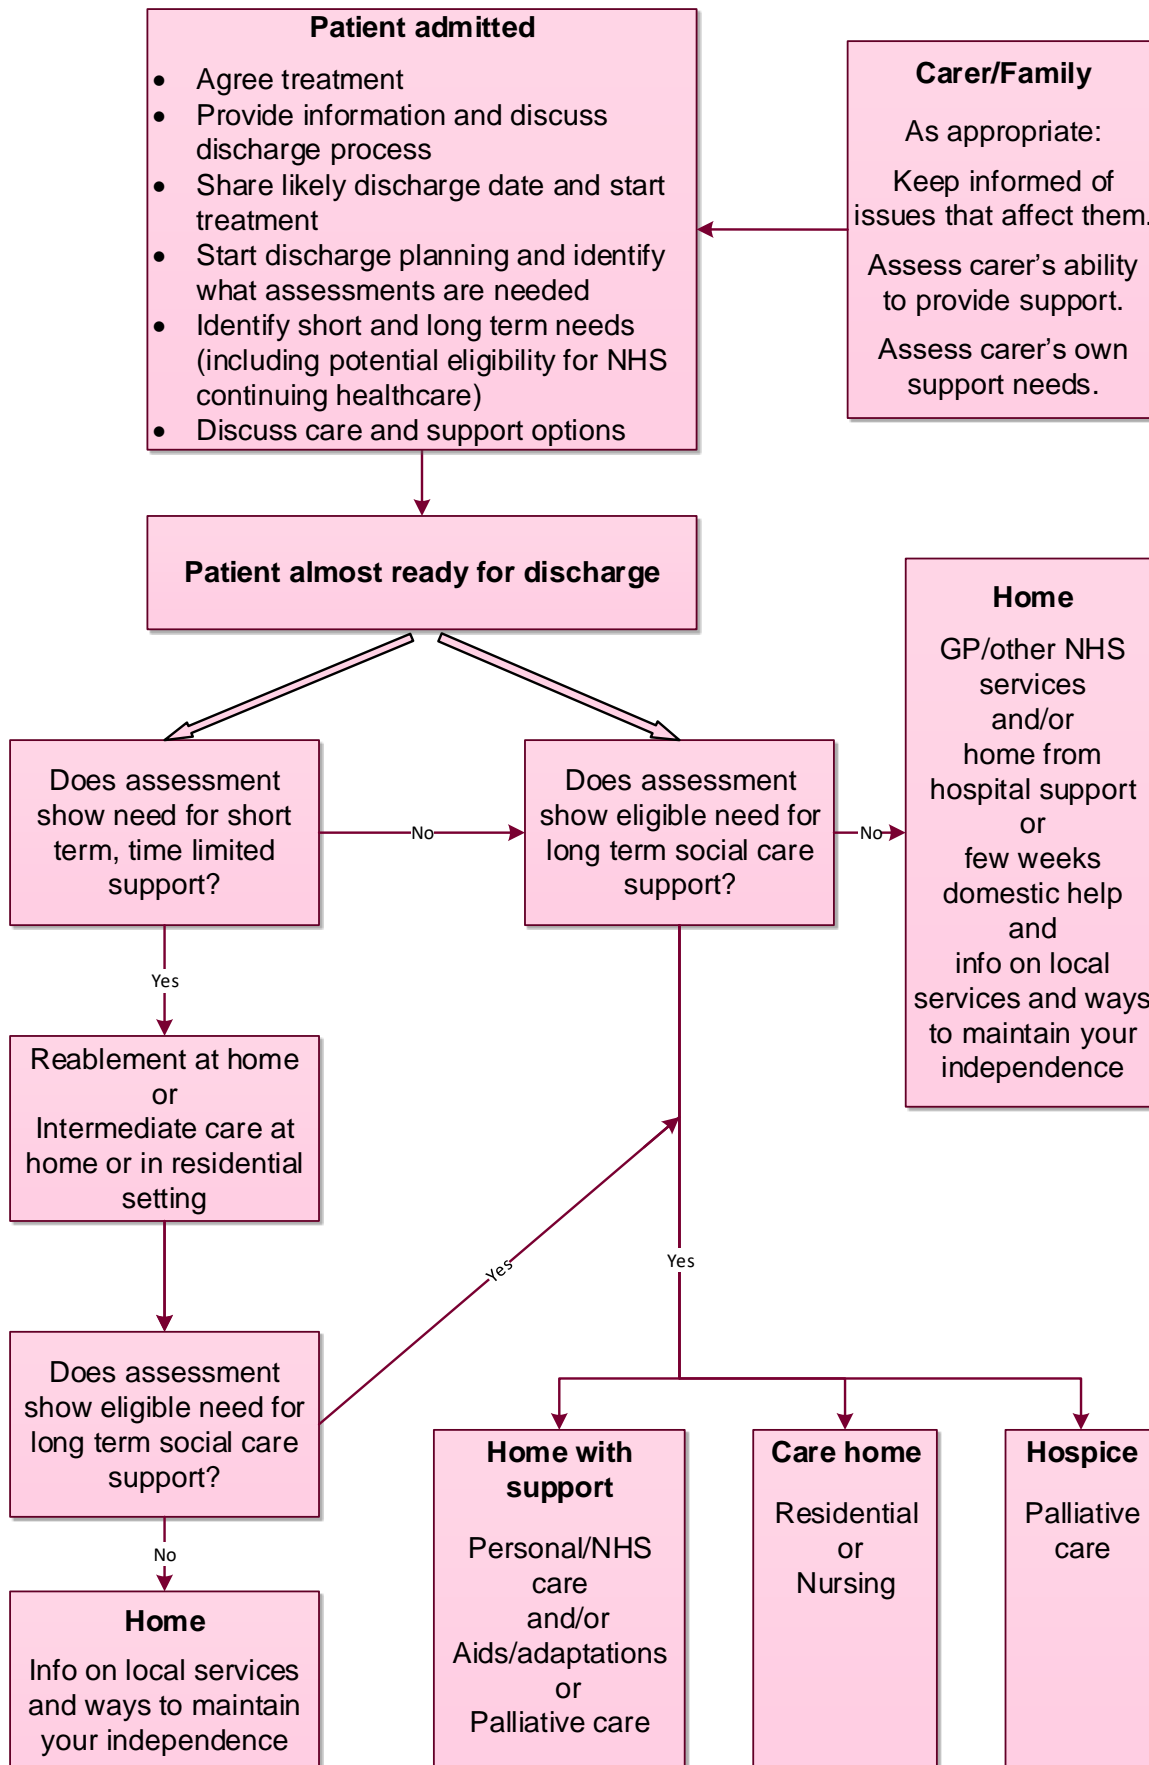 Patient admitted
• Agree treatment
• Provide information and discuss
discharge process
• Share likely discharge date and start
treatment
• Start discharge planning and identify
what assessments are needed
• Identify short and long term needs
(including potential eligibility for NHS
continuing healthcare)
• Discuss care and support options
Carer/Family
As appropriate:
Keep informed of
issues that affect them.
Assess carer’s ability
to provide support.
Assess carer’s own
support needs.
Patient almost ready for discharge
Does assessment
show need for short
term, time limited
support?
No
Does assessment
show eligible need for
long term social care
support?
No
Home
GP/other NHS
services
and/or
home from
hospital support
or
few weeks
domestic help
and
info on local
services and ways
to maintain your
independence
Yes
Reablement at home
or
Intermediate care at
home or in residential
setting
Yes
Yes
Does assessment
show eligible need for
long term social care
support?
No
Home
Info on local services
and ways to maintain
your independence
Home with
support
Personal/NHS
care
and/or
Aids/adaptations
or
Palliative care
Care home
Residential
or
Nursing
Hospice
Palliative
care